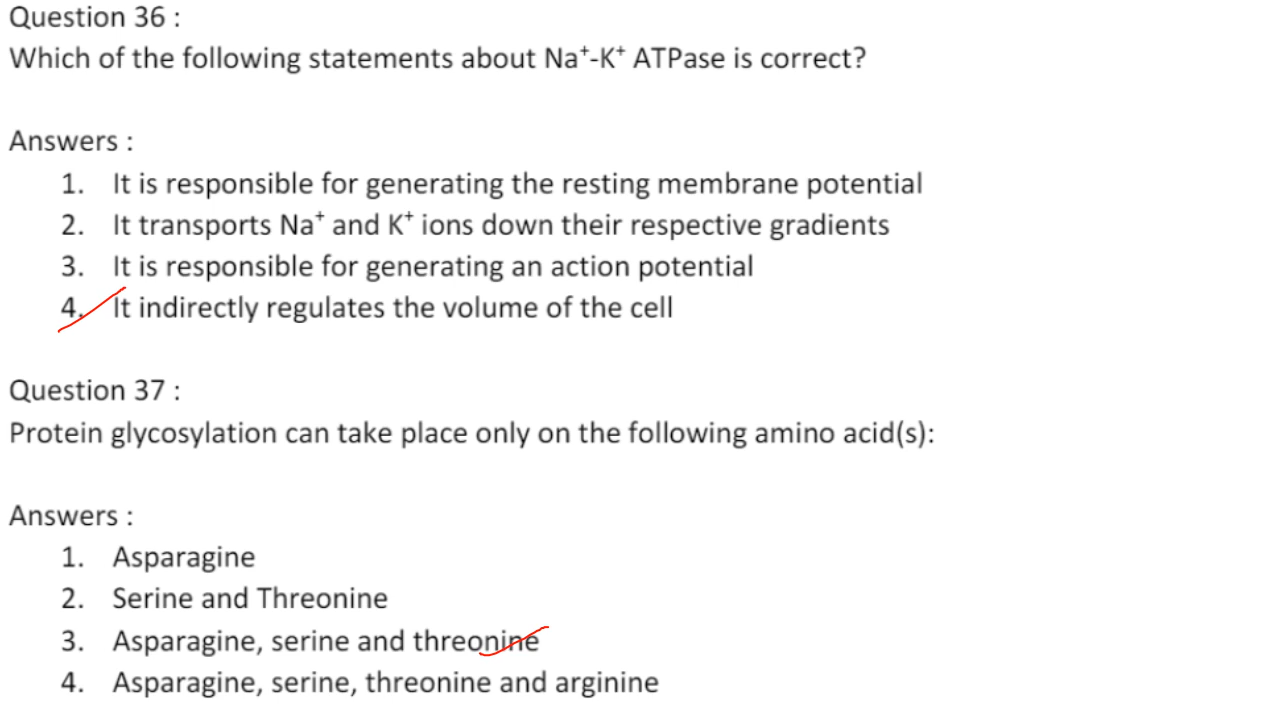 Question 36 :
Which of the following statements about Na⁺-K⁺ ATPase is correct?
Answers :
1. It is responsible for generating the resting membrane potential
2. It transports Na⁺ and K⁺ ions down their respective gradients
3. It is responsible for generating an action potential
4. It indirectly regulates the volume of the cell
Question 37 :
Protein glycosylation can take place only on the following amino acid(s):
Answers :
1. Asparagine
2. Serine and Threonine
3. Asparagine, serine and threonine
4. Asparagine, serine, threonine and arginine